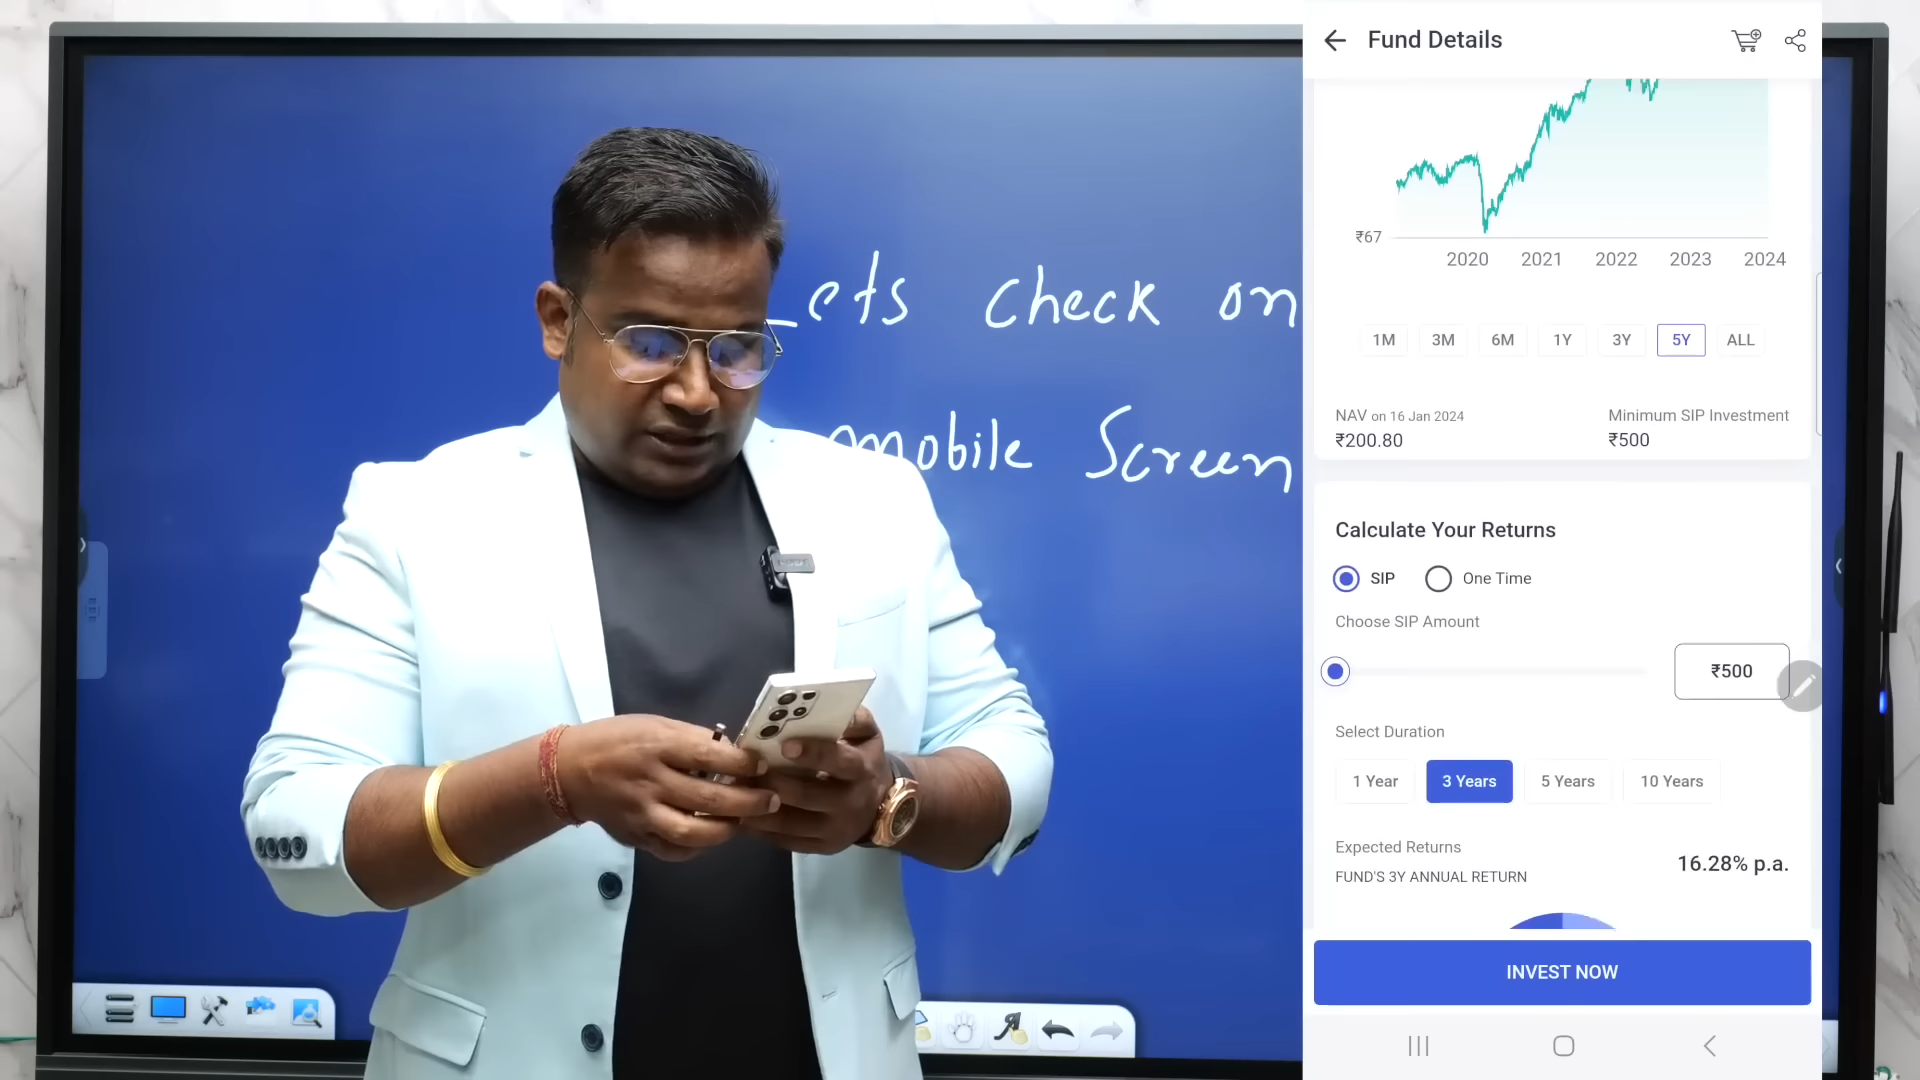 Lets check on
mobile Screen
Fund Details
₹67
2020 2021 2022 2023 2024
1M 3M 6M 1Y 3Y 5Y ALL
NAV on 16 Jan 2024
₹200.80
Minimum SIP Investment
₹500
Calculate Your Returns
SIP One Time
Choose SIP Amount
₹500
Select Duration
1 Year 3 Years 5 Years 10 Years
Expected Returns
FUND'S 3Y ANNUAL RETURN
16.28% p.a.
INVEST NOW